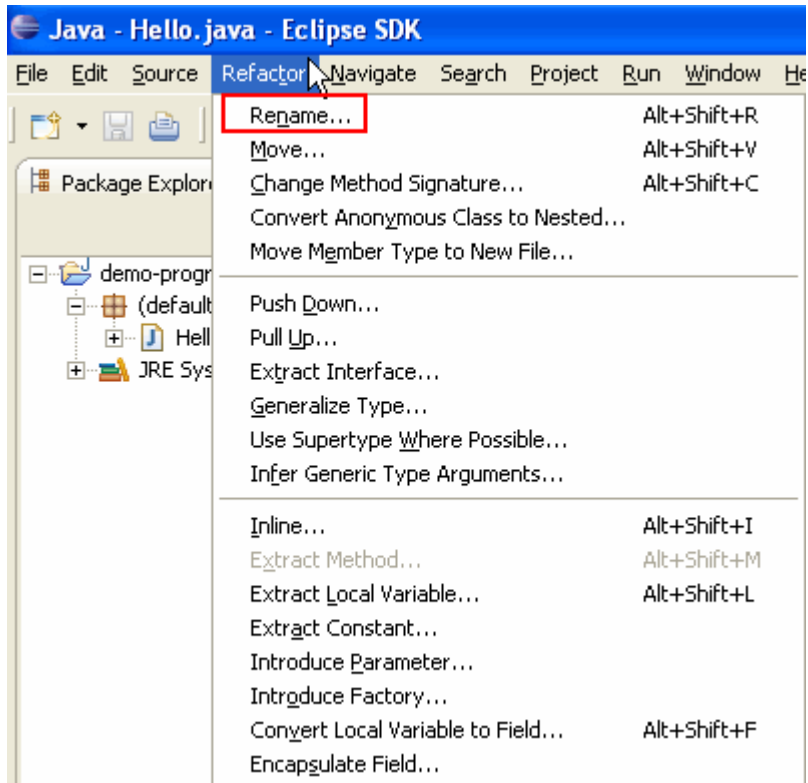 Java - Hello.java - Eclipse SDK
File Edit Source Refactor Navigate Search Project Run Window He
Rename... Alt+Shift+R
Move... Alt+Shift+V
Package Explor
Change Method Signature... Alt+Shift+C
Convert Anonymous Class to Nested...
Move Member Type to New File...
demo-progr
(default
Push Down...
Hell
Pull Up...
JRE Sys
Extract Interface...
Generalize Type...
Use Supertype Where Possible...
Infer Generic Type Arguments...
Inline... Alt+Shift+I
Extract Method... Alt+Shift+M
Extract Local Variable... Alt+Shift+L
Extract Constant...
Introduce Parameter...
Introduce Factory...
Convert Local Variable to Field... Alt+Shift+F
Encapsulate Field...